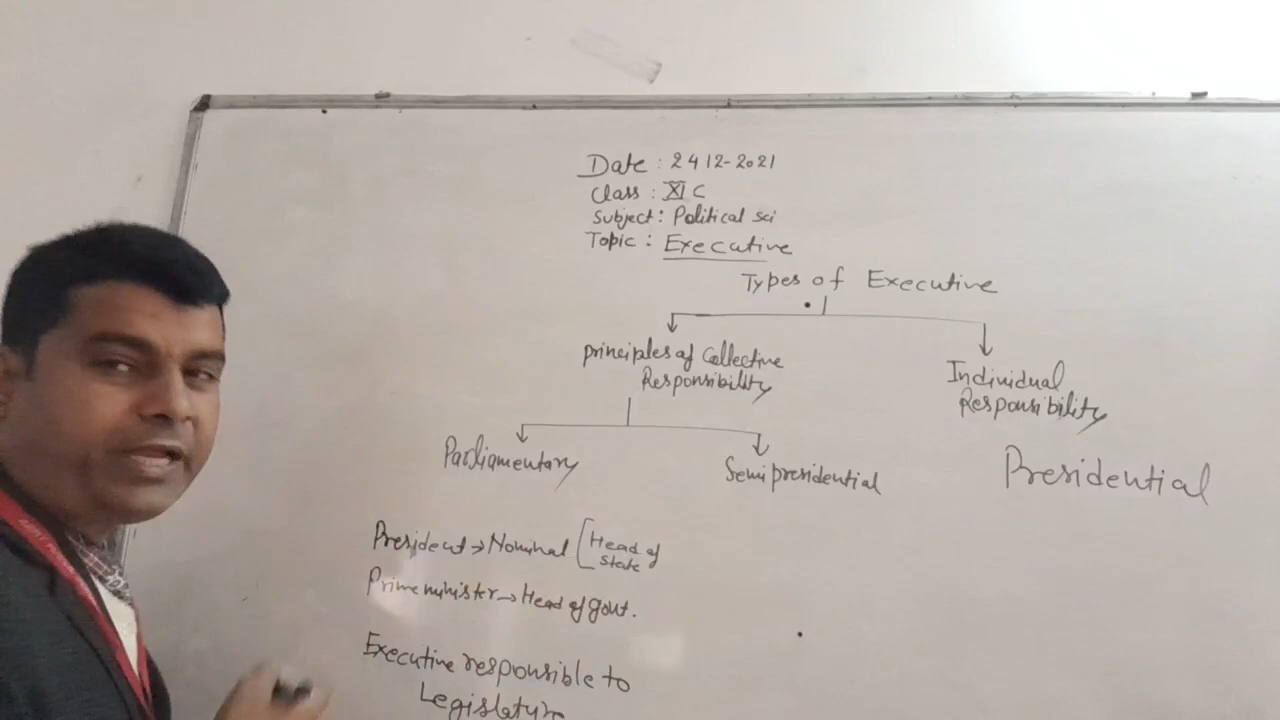 Date : 24 12-2021
Class : XI C
Subject : Political sci
Topic : Executive
Types of Executive
Principles of Collective
Responsibility
Individual
Responsibility
Parliamentary
Semi presidential
Presidential
President → Nominal [Head of
State
Prime minister → Head of govt.
Executive responsible to
Legislature